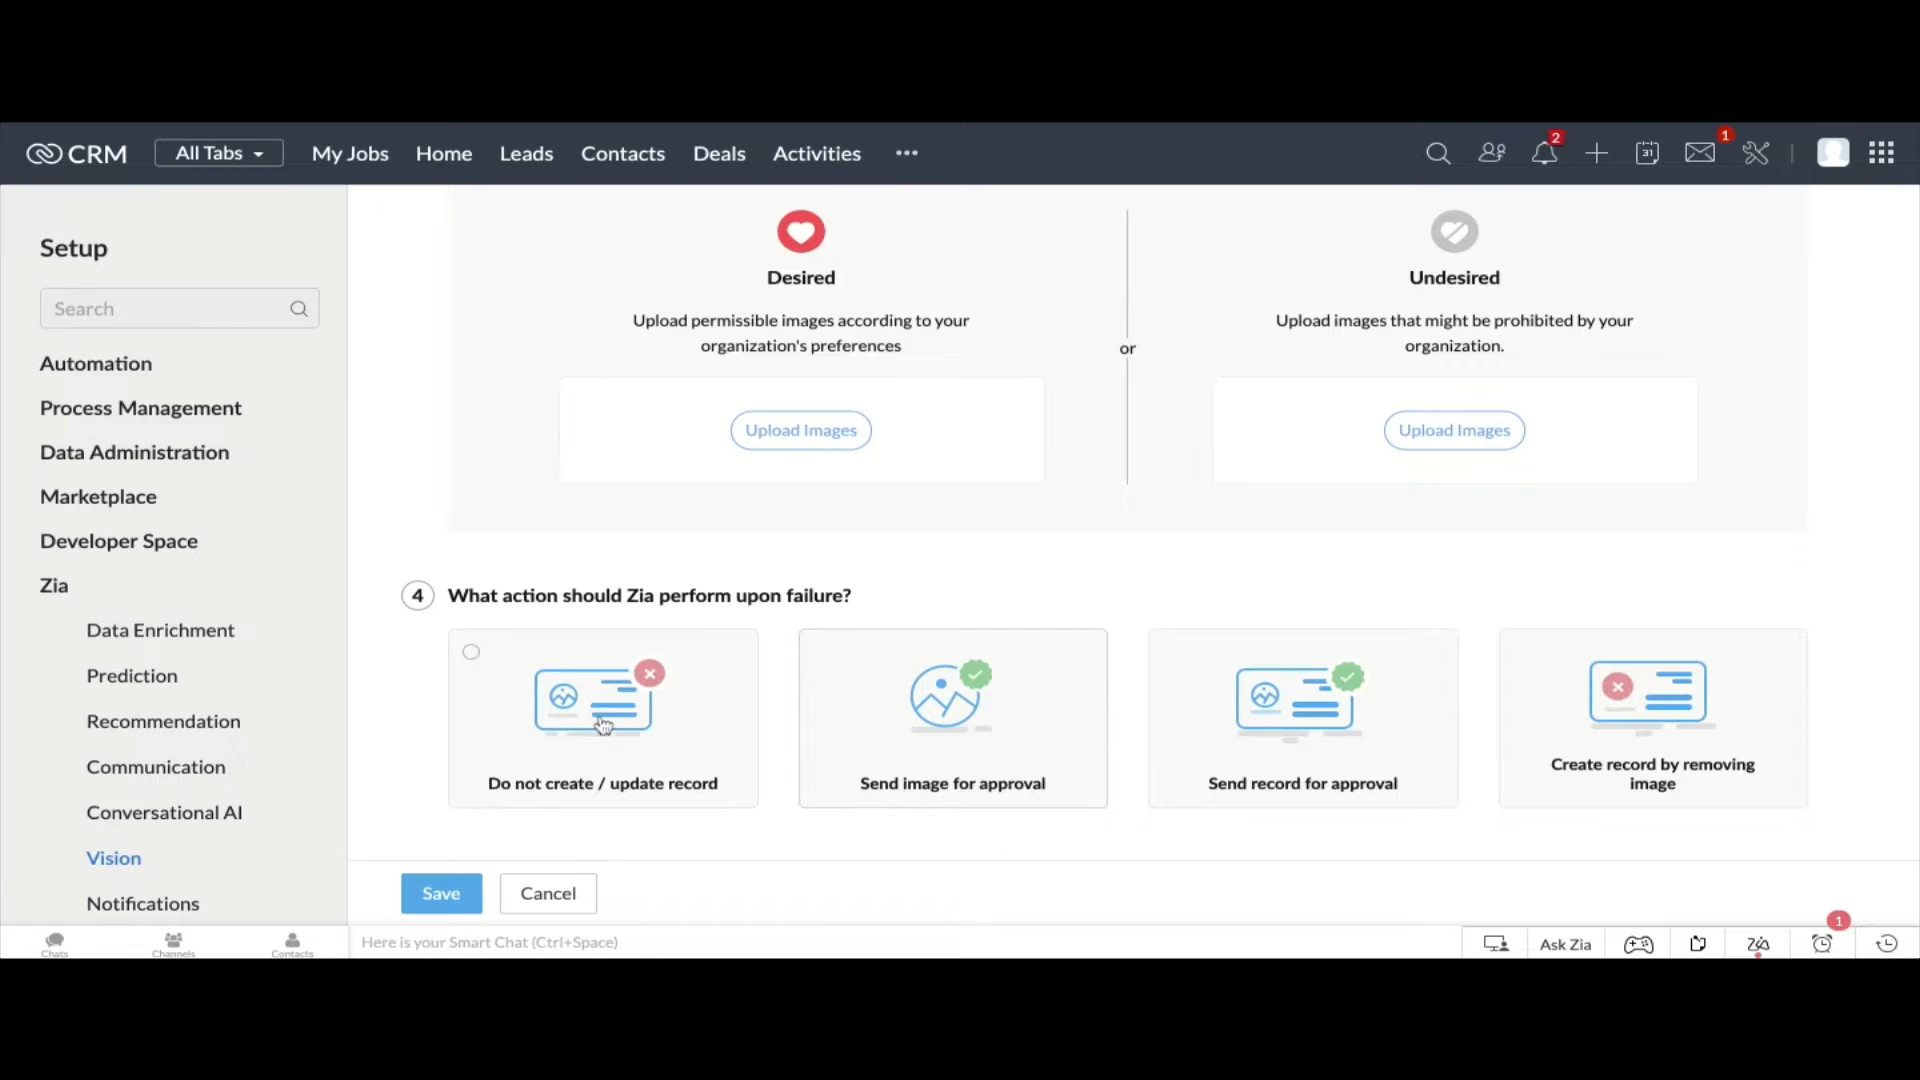 CRM
All Tabs
My Jobs
Home
Leads
Contacts
Deals
Activities
2
31
1
Setup
Search
Automation
Process Management
Data Administration
Marketplace
Developer Space
Zia
Data Enrichment
Prediction
Recommendation
Communication
Conversational AI
Vision
Notifications
Desired
Upload permissible images according to your
organization's preferences
Upload Images
or
Undesired
Upload images that might be prohibited by your
organization.
Upload Images
4 What action should Zia perform upon failure?
Do not create / update record
Send image for approval
Send record for approval
Create record by removing
image
Save
Cancel
Chats
Channels
Contacts
Here is your Smart Chat (Ctrl+Space)
Ask Zia
1